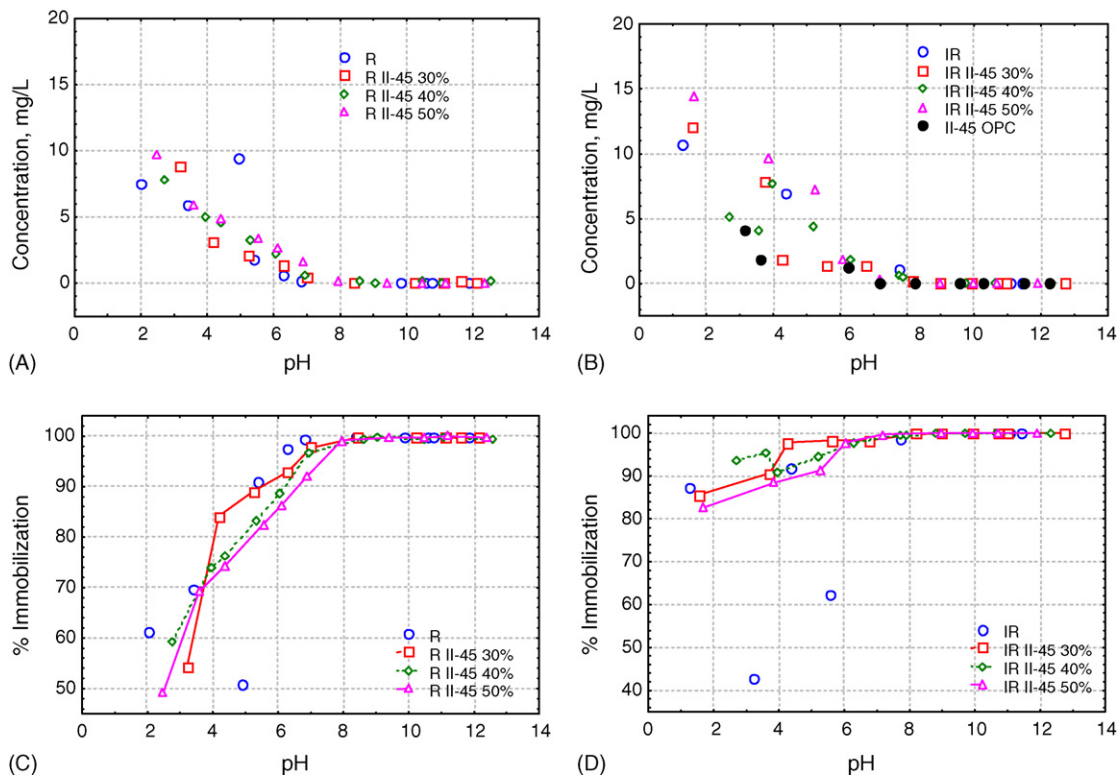 20
15
10
5
0
Concentration, mg/L
R
R II-45 30%
R II-45 40%
R II-45 50%
0 2 4 6 8 10 12 14
(A)
pH
20
15
10
5
0
Concentration, mg/L
IR
IR II-45 30%
IR II-45 40%
IR II-45 50%
II-45 OPC
0 2 4 6 8 10 12 14
(B)
pH
100
90
80
70
60
50
% Immobilization
R
R II-45 30%
R II-45 40%
R II-45 50%
0 2 4 6 8 10 12 14
(C)
pH
100
90
80
70
60
50
40
% Immobilization
IR
IR II-45 30%
IR II-45 40%
IR II-45 50%
0 2 4 6 8 10 12 14
(D)
pH